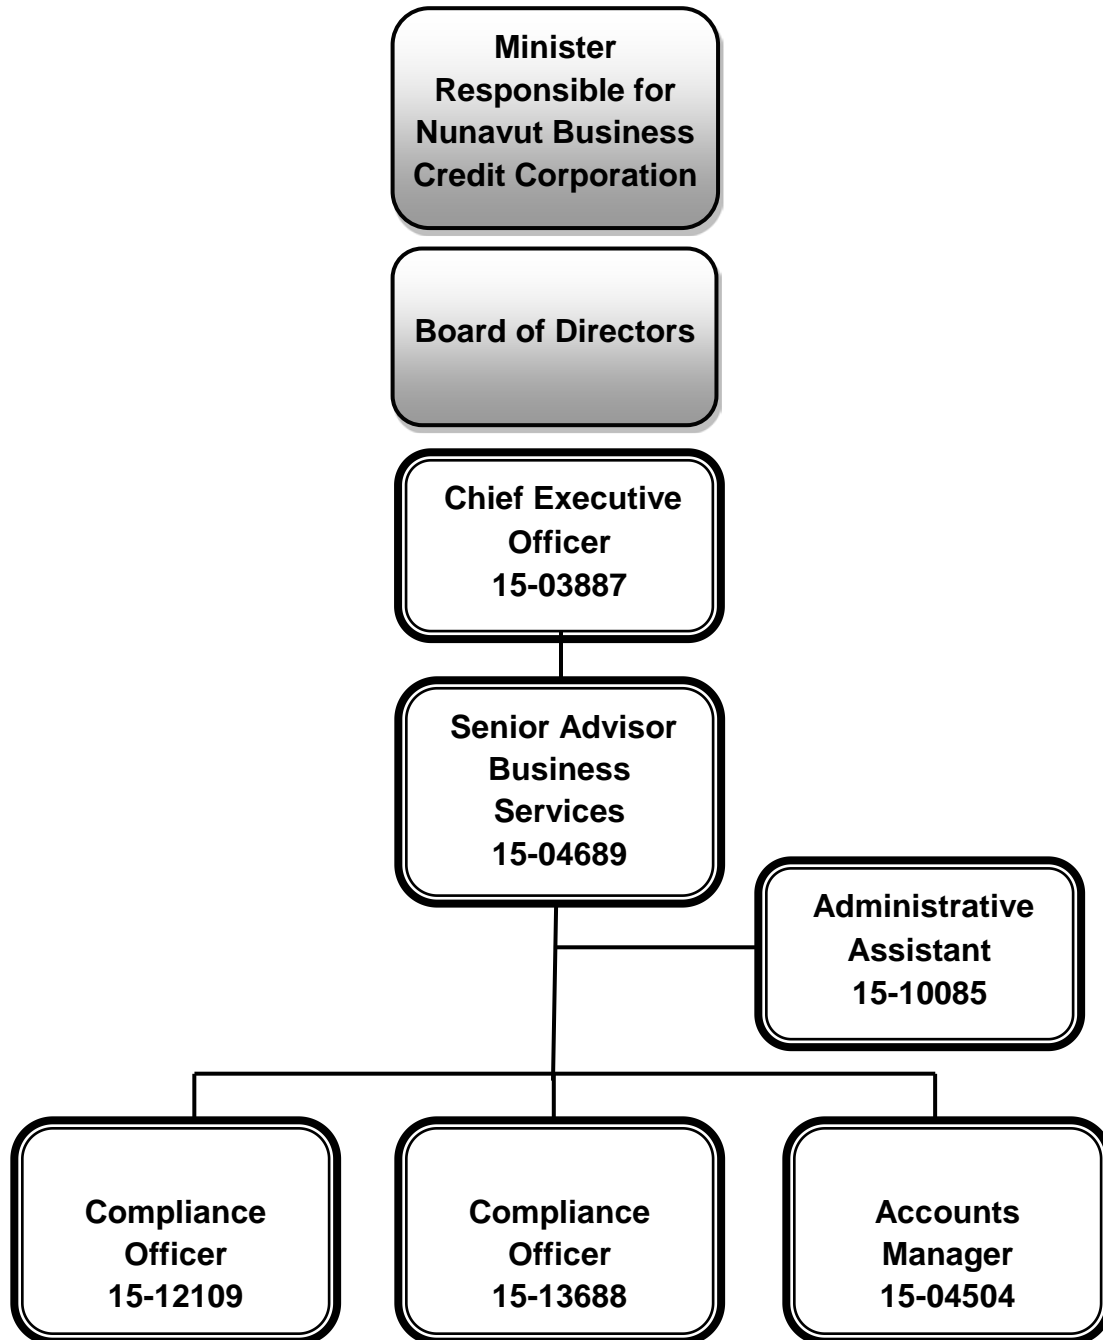 Minister
Responsible for
Nunavut Business
Credit Corporation
Board of Directors
Chief Executive
Officer
15-03887
Senior Advisor
Business
Services
15-04689
Administrative
Assistant
15-10085
Compliance
Officer
15-12109
Compliance
Officer
15-13688
Accounts
Manager
15-04504